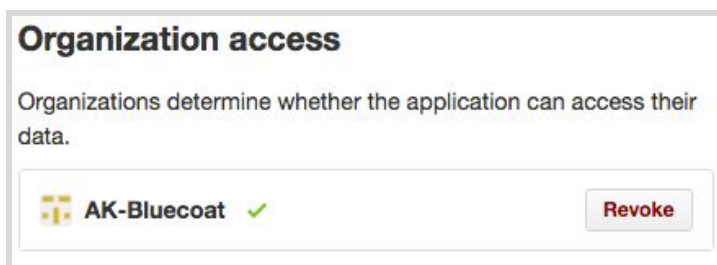 Organization access
Organizations determine whether the application can access their
data.
AK-Bluecoat
Revoke